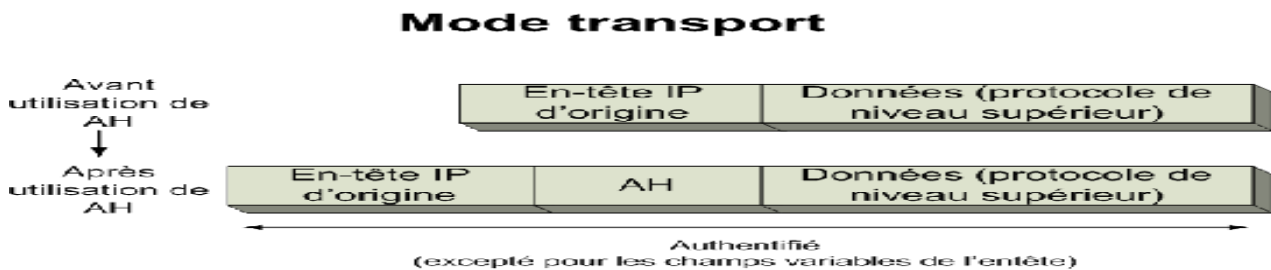 Mode transport
Avant
utilisation de
AH
En-tête IP
d'origine
Données (protocole de
niveau supérieur)
Après
utilisation de
AH
En-tête IP
d'origine
AH
Données (protocole de
niveau supérieur)
Authentifié
(excepté pour les champs variables de l'entête)